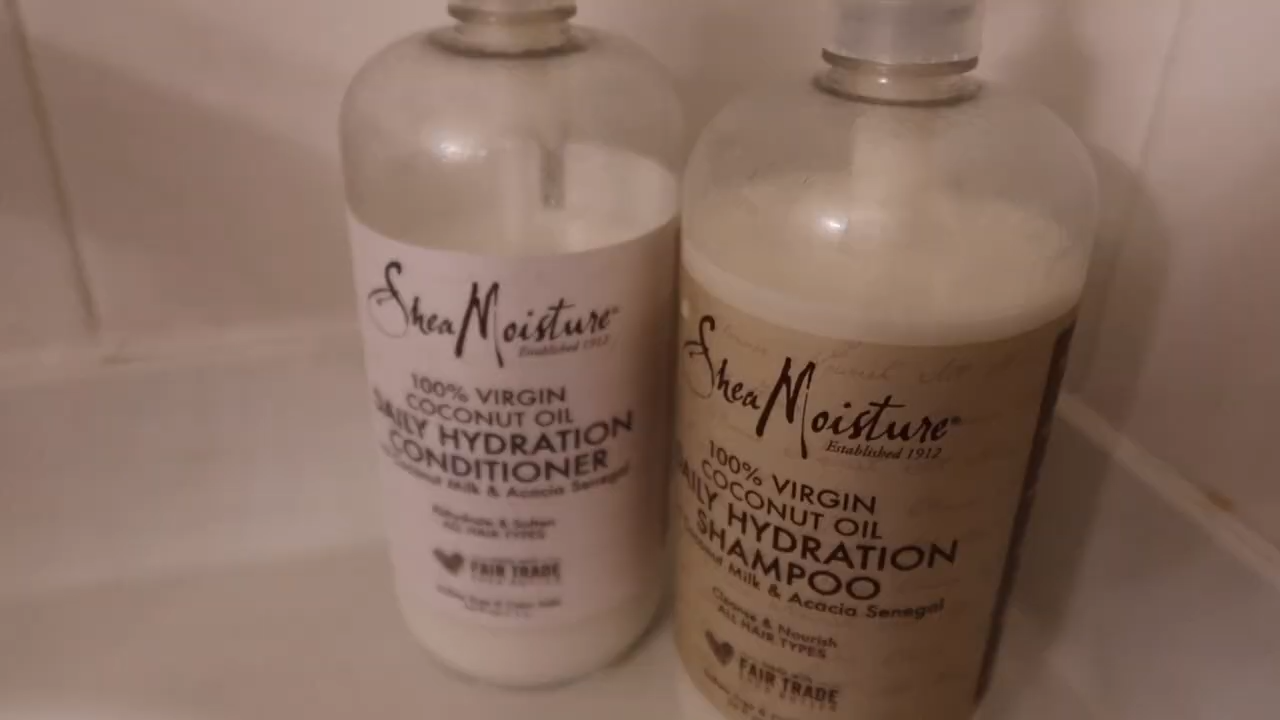 SheaMoisture
Established 1912
100% VIRGIN
COCONUT OIL
DAILY HYDRATION
CONDITIONER
Milk & Acacia Senegal
Hydrate & Soften
ALL HAIR TYPES
FAIR TRADE
SheaMoisture®
Established 1912
100% VIRGIN
COCONUT OIL
DAILY HYDRATION
SHAMPOO
Coconut Milk & Acacia Senegal
Cleanse & Nourish
ALL HAIR TYPES
FAIR TRADE
SHEA BUTTER